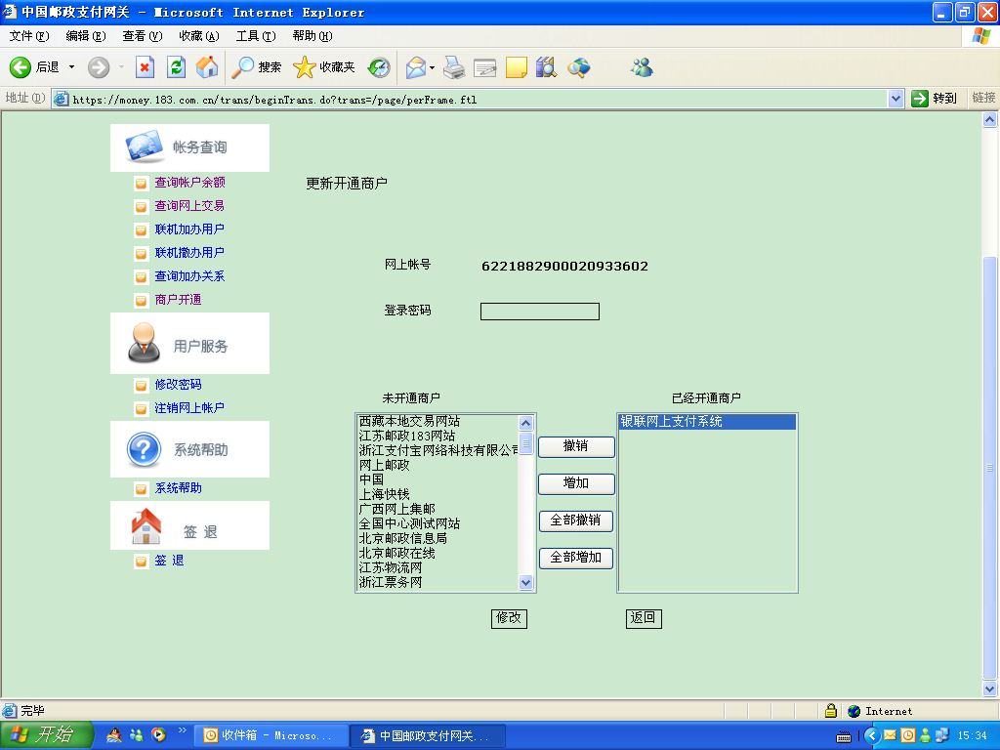 中国邮政支付网关 - Microsoft Internet Explorer
文件(F) 编辑(E) 查看(V) 收藏(A) 工具(T) 帮助(H)
后退 搜索 收藏夹
地址(D) https://money.183.com.cn/trans/beginTrans.do?trans=/page/perFrame.ftl 转到 链接
帐务查询
查询帐户余额
查询网上交易
联机加办用户
联机撤办用户
查询加办关系
商户开通
用户服务
修改密码
注销网上帐户
系统帮助
系统帮助
签 退
签 退
更新开通商户
网上帐号 6221882900020933602
登录密码
未开通商户 已经开通商户
西藏本地交易网站
江苏邮政183网站
浙江支付宝网络科技有限公司
网上邮政
中国
上海快钱
广西网上集邮
全国中心测试网站
北京邮政信息局
北京邮政在线
江苏物流网
浙江票务网
撤销
增加
全部撤销
全部增加
银联网上支付系统
修改 返回
完毕 Internet
开始 收件箱 - Microso... 中国邮政支付网关... 15:34